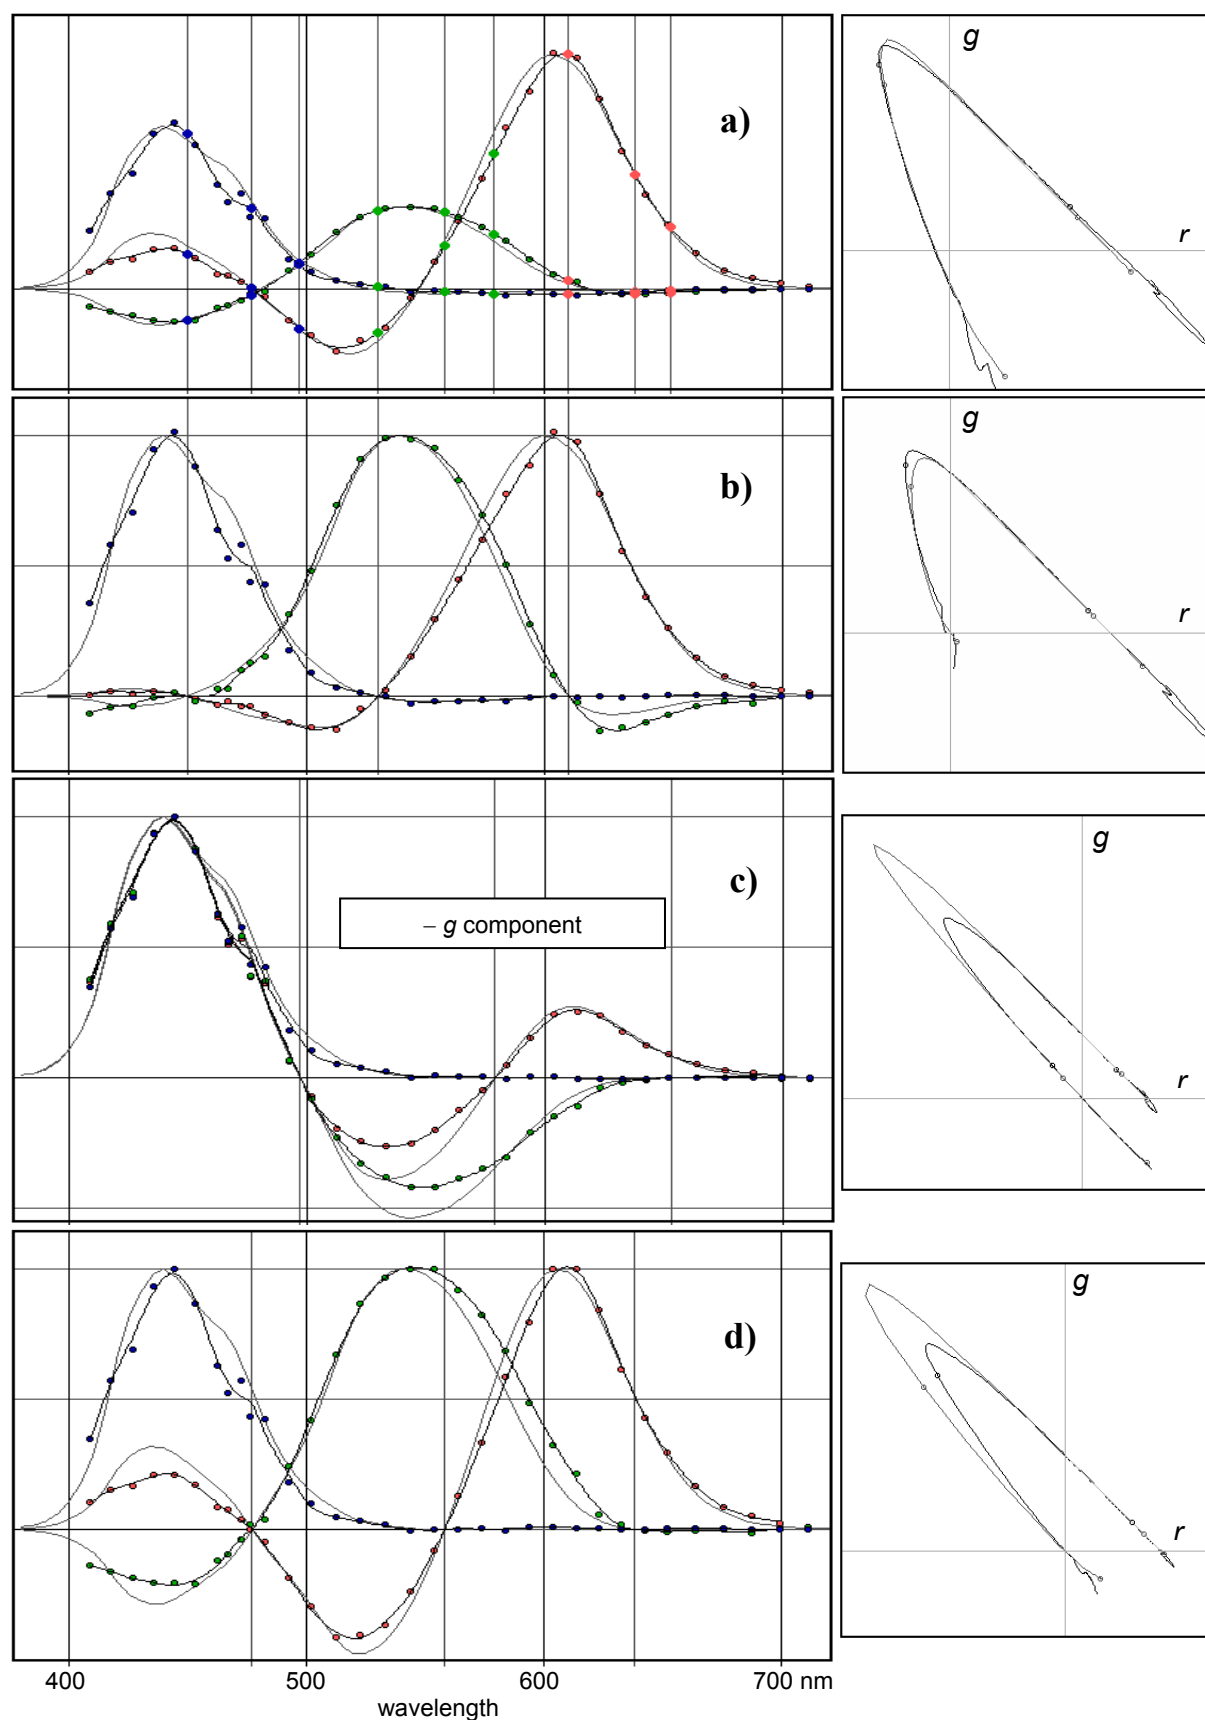 g
a)
r
g
b)
r
g
c)
– g component
r
g
d)
r
400 500 600 700 nm
wavelength